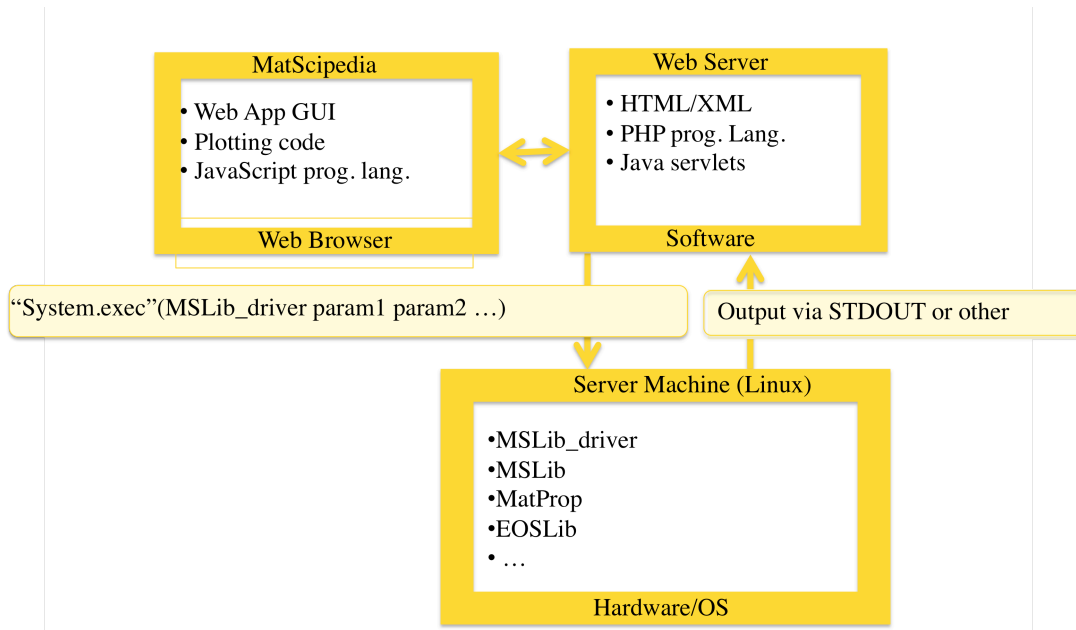 MatScipedia
• Web App GUI
• Plotting code
• JavaScript prog. lang.
Web Browser
Web Server
• HTML/XML
• PHP prog. Lang.
• Java servlets
Software
“System.exec”(MSLib_driver param1 param2 …)
Output via STDOUT or other
Server Machine (Linux)
•MSLib_driver
•MSLib
•MatProp
•EOSLib
• …
Hardware/OS